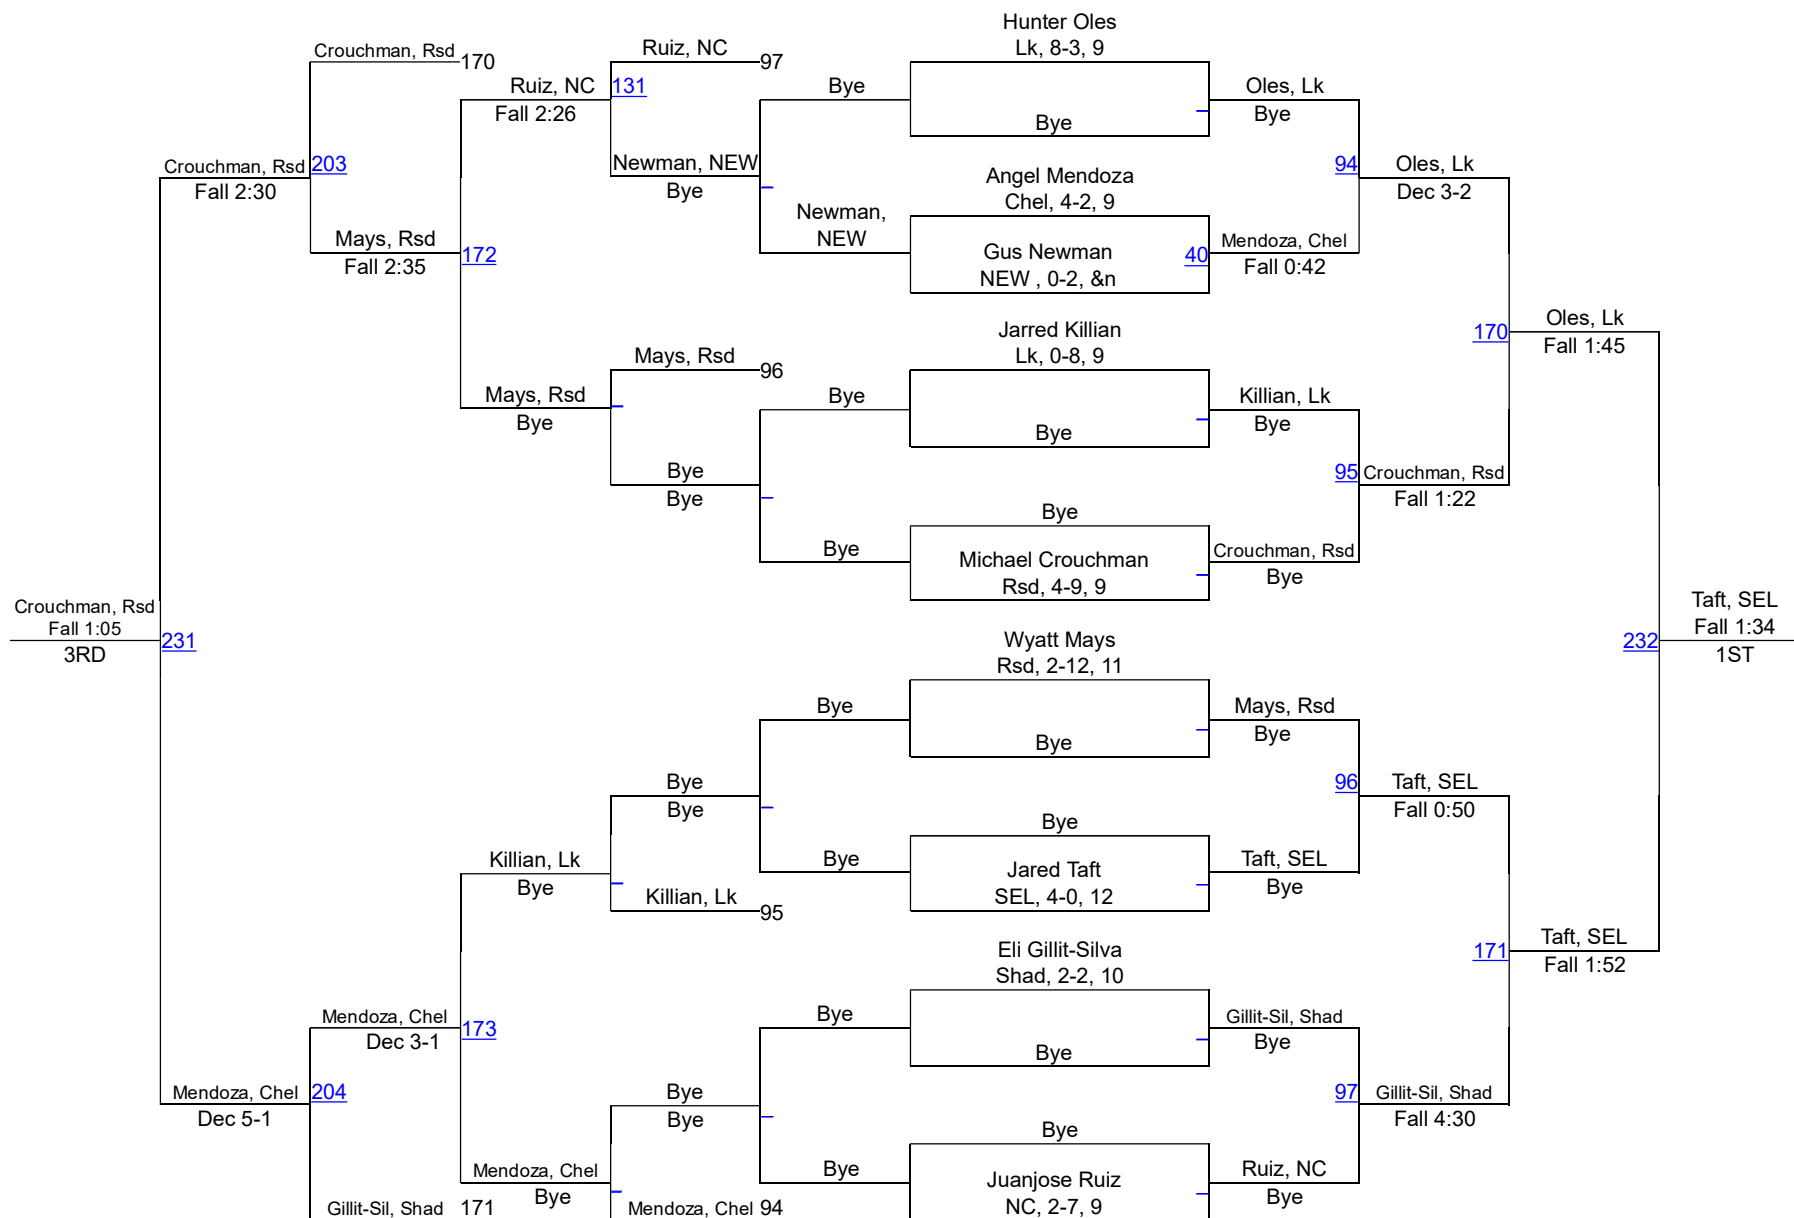 Hunter Oles
Crouchman, Rsd 170
Ruiz, NC 97
Lk, 8-3, 9
Ruiz, NC 131
Bye
Oles, Lk
Fall 2:26
Bye
Bye
Crouchman, Rsd 203
Newman, NEW
94 Oles, Lk
Fall 2:30
Bye
Angel Mendoza
Dec 3-2
Newman,
NEW
Chel, 4-2, 9
Mays, Rsd
172
Gus Newman
40 Mendoza, Chel
Fall 2:35
NEW , 0-2, &n
Fall 0:42
Jarred Killian
170 Oles, Lk
Mays, Rsd 96
Lk, 0-8, 9
Fall 1:45
Mays, Rsd
Bye
Killian, Lk
Bye
Bye
Bye
Bye
95 Crouchman, Rsd
Bye
Fall 1:22
Bye
Bye
Michael Crouchman
Crouchman, Rsd
Rsd, 4-9, 9
Bye
Crouchman, Rsd
Taft, SEL
Fall 1:05
231
Wyatt Mays
232
Fall 1:34
3RD
Rsd, 2-12, 11
1ST
Bye
Mays, Rsd
Bye
Bye
Bye
96 Taft, SEL
Bye
Fall 0:50
Bye
Killian, Lk
Bye
Jared Taft
Taft, SEL
Bye
SEL, 4-0, 12
Bye
Killian, Lk 95
Eli Gillit-Silva
171 Taft, SEL
Shad, 2-2, 10
Fall 1:52
Mendoza, Chel 173
Bye
Gillit-Sil, Shad
Dec 3-1
Bye
Bye
Mendoza, Chel 204
Bye
97 Gillit-Sil, Shad
Dec 5-1
Bye
Fall 4:30
Bye
Mendoza, Chel
Bye
Juanjose Ruiz
Ruiz, NC
Bye
NC, 2-7, 9
Bye
Gillit-Sil, Shad 171
Mendoza, Chel 94